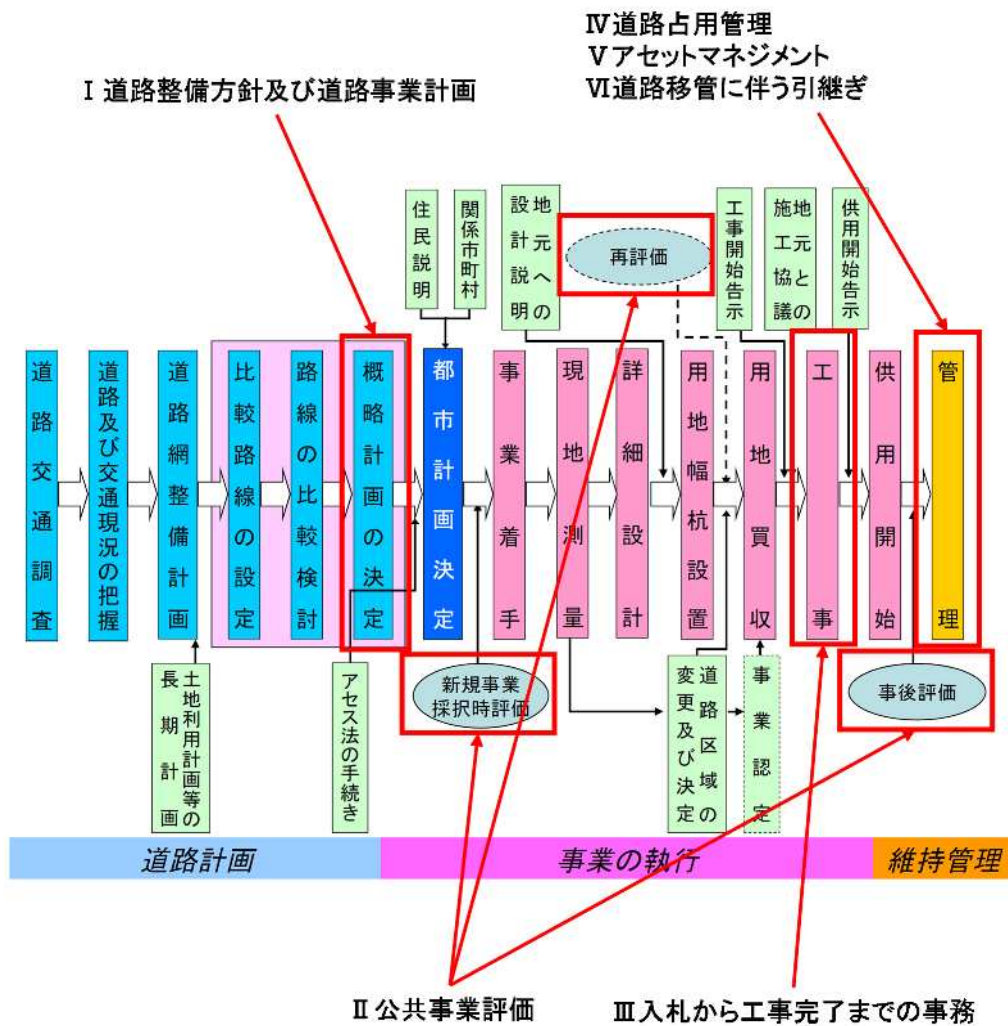 Ⅳ道路占用管理
Ⅴアセットマネジメント
Ⅵ道路移管に伴う引継ぎ
Ⅰ 道路整備方針及び道路事業計画
住民説明
関係市町村
地元への
設計説明
再評価
工事開始告示
地元との
施工協議
供用開始告示
道路交通調査
道路及び交通現況の把握
道路網整備計画
比較路線の設定
路線の比較検討
概略計画の決定
都市計画決定
事業着手
現地測量
詳細設計
用地幅杭設置
用地買収
工事
供用開始
管理
土地利用計画等の
長期計画
アセス法の手続き
新規事業
採択時評価
道路区域の
変更及び決定
事業認定
事後評価
道路計画
事業の執行
維持管理
Ⅱ公共事業評価
Ⅲ入札から工事完了までの事務